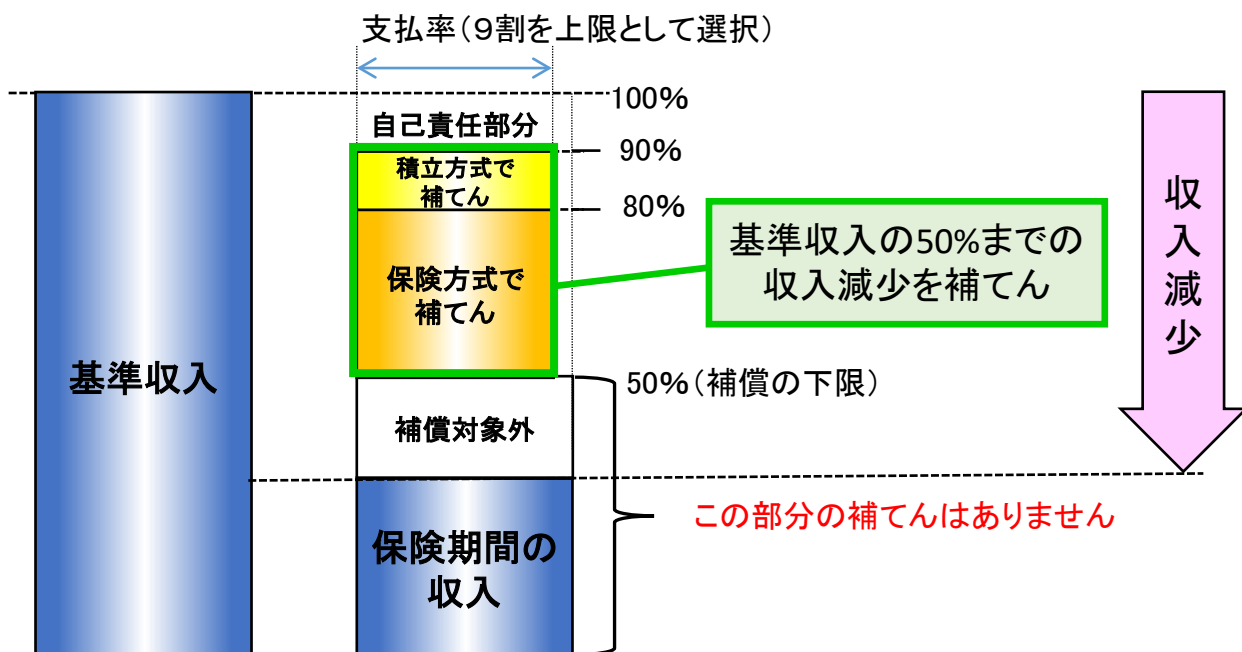 支払率（９割を上限として選択）
100%
自己責任部分
90%
積立方式で
補てん
80%
基準収入の50%までの
収入減少を補てん
保険方式で
補てん
収入減少
基準収入
50%（補償の下限）
補償対象外
この部分の補てんはありません
保険期間の
収入